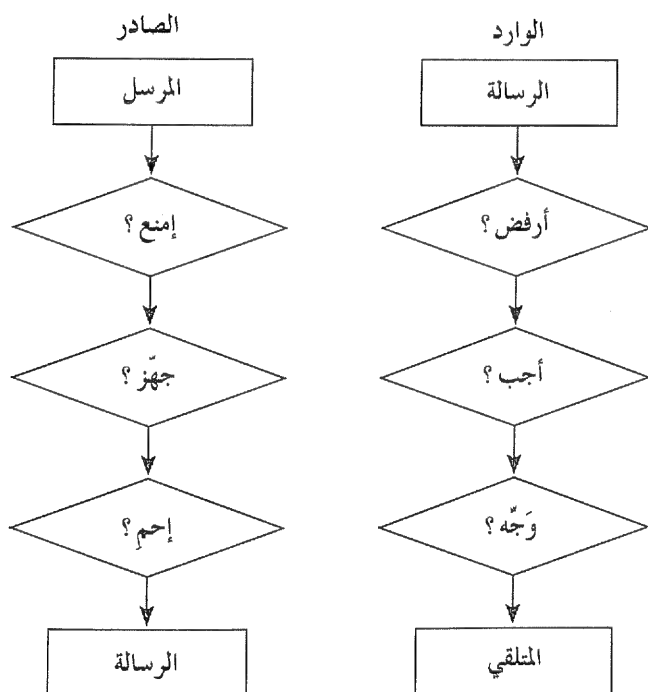 الوارد
الرسالة
أرفض ؟
أجب ؟
وَجِّه ؟
المتلقي
الصادر
المرسل
إمنع ؟
جهّز ؟
إحمِ ؟
الرسالة